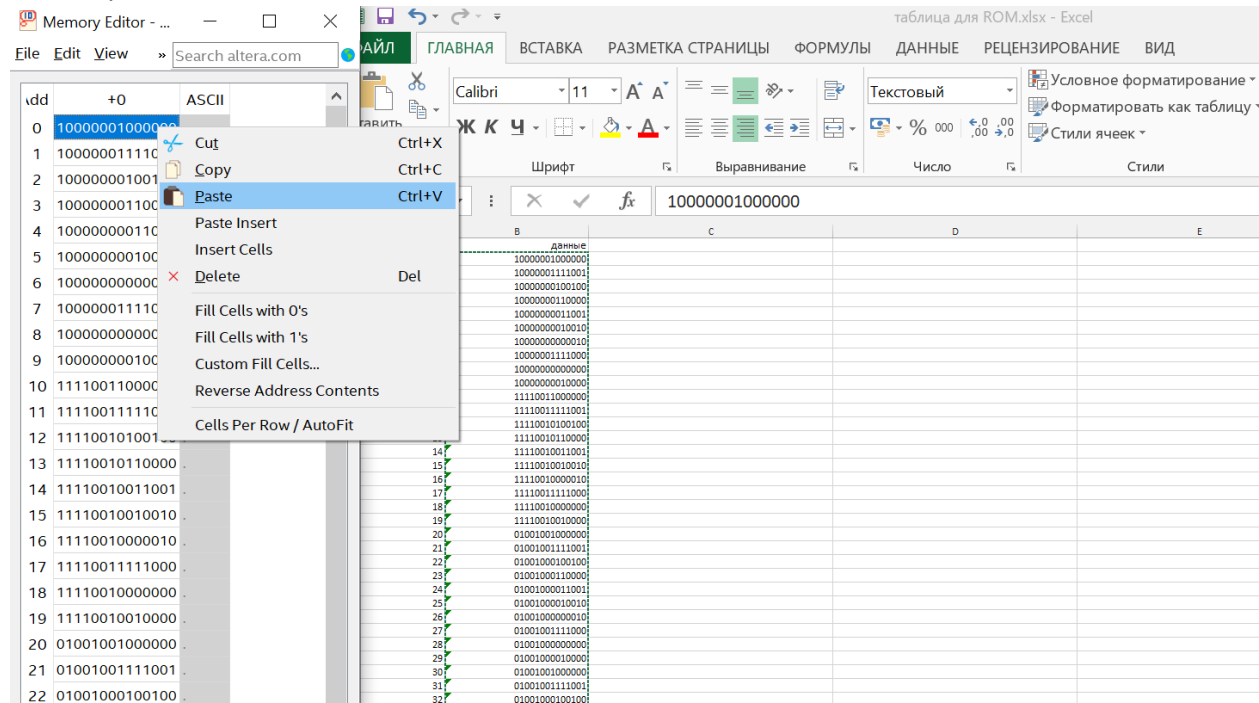 Memory Editor - ...
File Edit View » Search altera.com
Add +0 ASCII
0 10000001000000
1 100000011110
2 100000001001
3 100000001100
4 100000000110
5 100000000100
6 100000000000
7 100000011110
8 100000000000
9 100000000100
10 111100110000
11 111100111110
12 11110010100100 .
13 11110010110000 .
14 11110010011001 .
15 11110010010010 .
16 11110010000010 .
17 11110011111000 .
18 11110010000000 .
19 11110010010000 .
20 01001001000000 .
21 01001001111001 .
22 01001000100100 .
Cut Ctrl+X
Copy Ctrl+C
Paste Ctrl+V
Paste Insert
Insert Cells
Delete Del
Fill Cells with 0's
Fill Cells with 1's
Custom Fill Cells...
Reverse Address Contents
Cells Per Row / AutoFit
таблица для ROM.xlsx - Excel
АЙЛ ГЛАВНАЯ ВСТАВКА РАЗМЕТКА СТРАНИЦЫ ФОРМУЛЫ ДАННЫЕ РЕЦЕНЗИРОВАНИЕ ВИД
Calibri 11 Текстовый Условное форматирование
Форматировать как таблицу
тавить Ж К Ч % 000 Стили ячеек
Шрифт Выравнивание Число Стили
fx 10000001000000
B C D E
данные
10000001000000
10000001111001
10000000100100
10000000110000
10000000011001
10000000010010
10000000000010
10000001111000
10000000000000
10000000010000
11110011000000
11110011111001
11110010100100
11110010110000
14 11110010011001
15 11110010010010
16 11110010000010
17 11110011111000
18 11110010000000
19 11110010010000
20 01001001000000
21 01001001111001
22 01001000100100
23 01001000110000
24 01001000011001
25 01001000010010
26 01001000000010
27 01001001111000
28 01001000000000
29 01001000010000
30 01001001000000
31 01001001111001
32 01001000100100